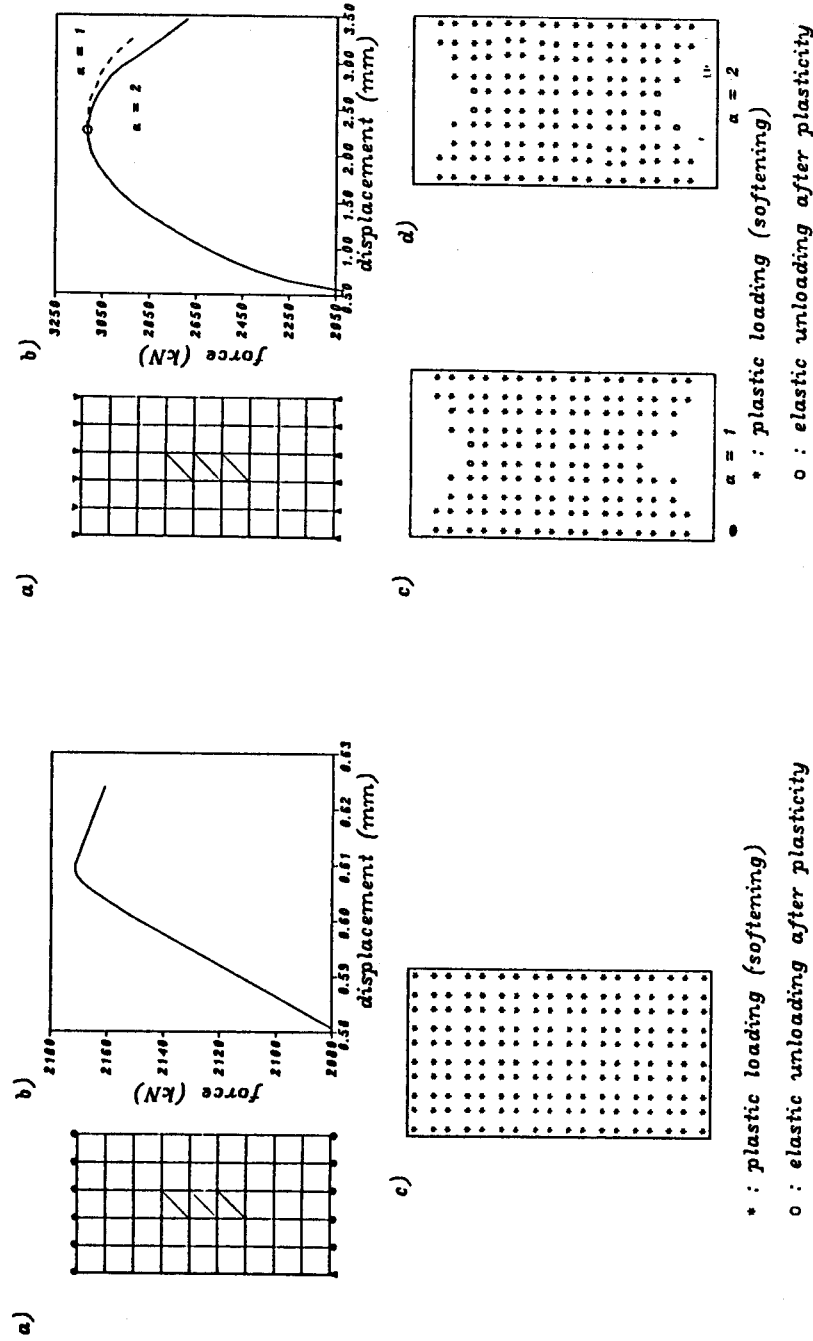 a)
b)
force (kN)
2180
2160
2140
2120
2100
2080
0.58 0.59 0.60 0.61 0.62 0.63
displacement (mm)
c)
* : plastic loading (softening)
o : elastic unloading after plasticity
a)
b)
force (kN)
3250
3050
2850
2650
2450
2250
2050
α = 1
α = 2
0.50 1.00 1.50 2.00 2.50 3.00 3.50
displacement (mm)
c)
α = 1
d)
α = 2
* : plastic loading (softening)
o : elastic unloading after plasticity